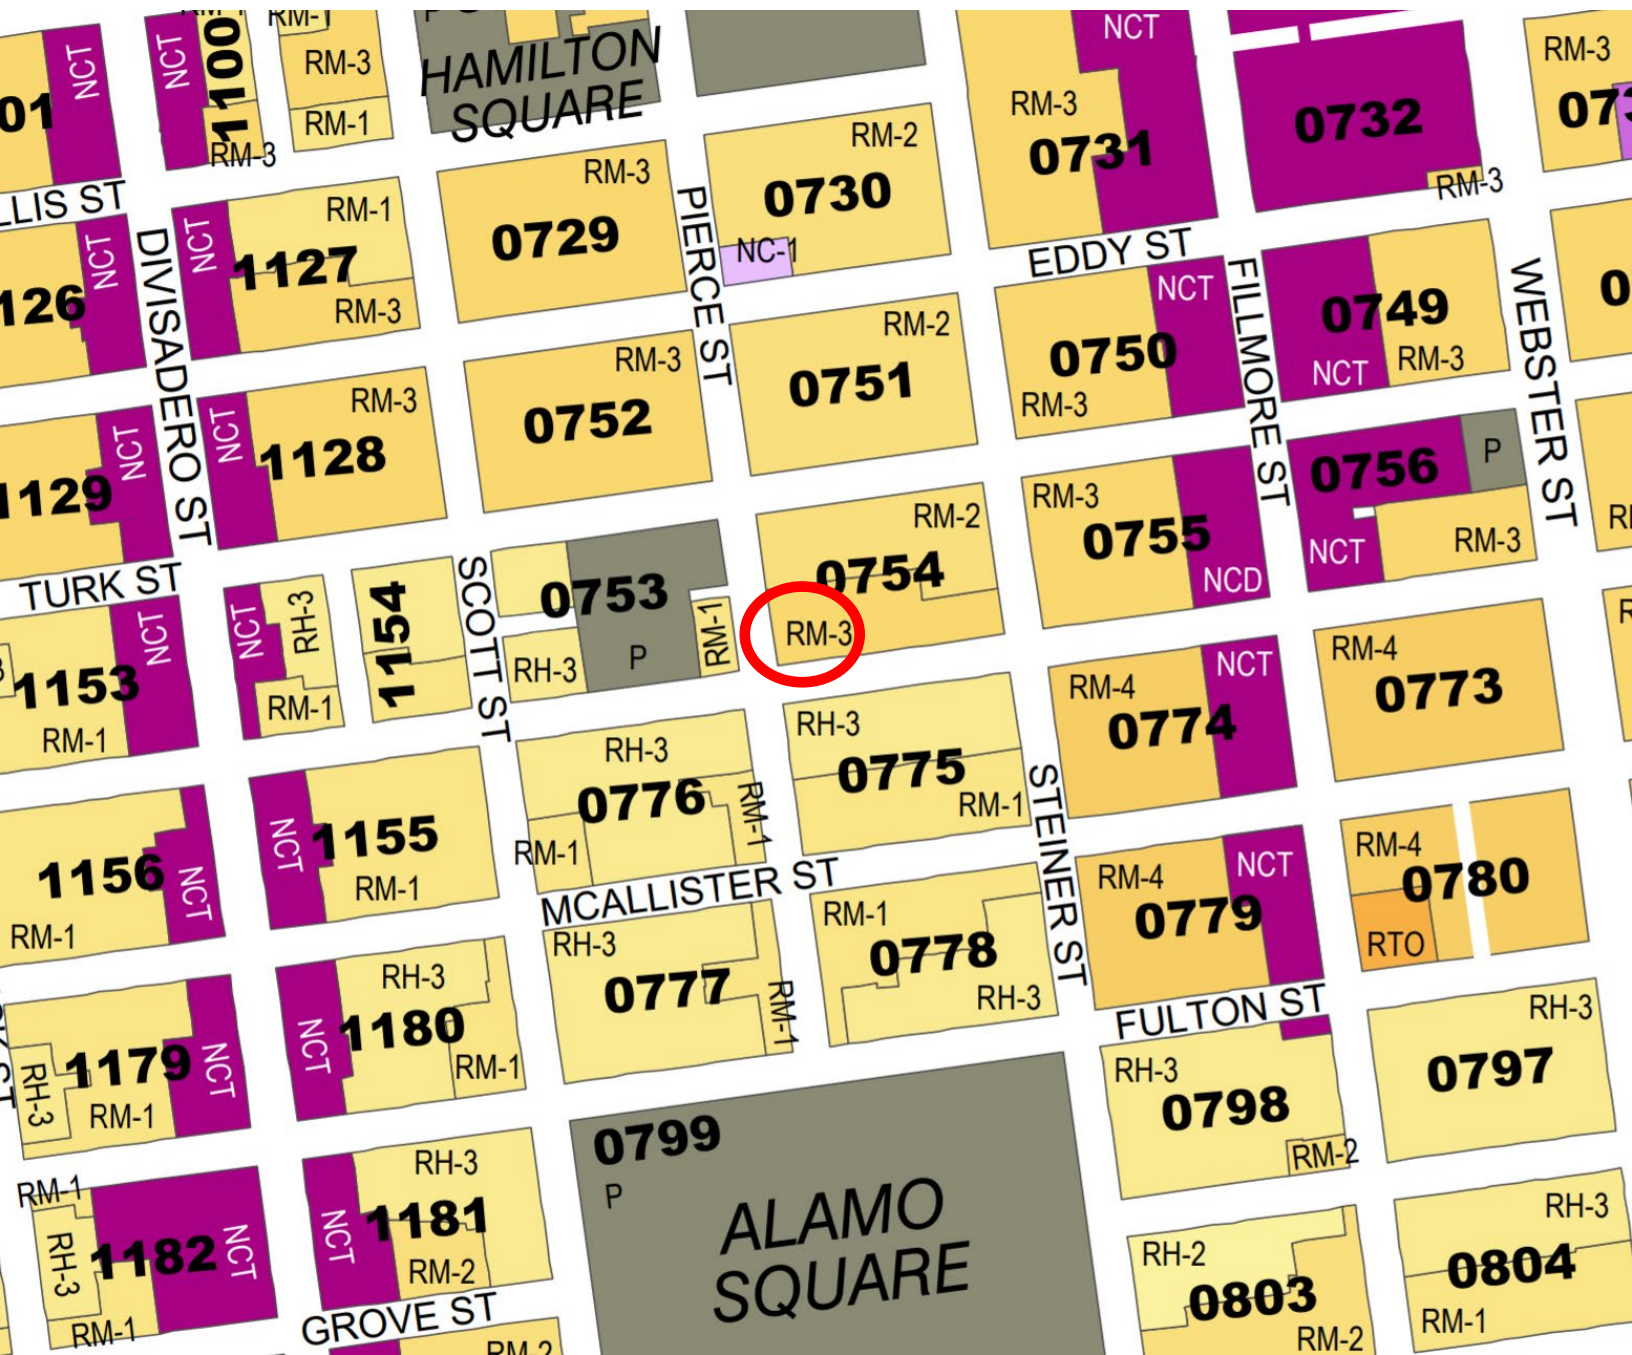 RM-1
RM-3
RM-1
P
HAMILTON
SQUARE
NCT
NCT
1100
RM-3
01
NCT
RM-3
0731
0732
RM-3
RM-3
LLIS ST
RM-2
0730
NC-1
RM-3
0729
PIERCE ST
NCT
RM-1
1127
RM-3
NCT
126
DIVISADERO ST
EDDY ST
NCT
0750
RM-3
FILLMORE ST
0749
NCT
RM-3
WEBSTER ST
RM-2
0751
RM-3
0752
RM-3
NCT
1128
NCT
1129
RM-3
0755
NCD
0756
P
NCT
RM-3
RM-2
0754
RM-3
TURK ST
NCT
RH-3
RM-1
1154
SCOTT ST
0753
RH-3
P
RM-1
NCT
1153
RM-1
RM-4
NCT
0774
RM-4
0773
RH-3
0775
RM-1
STEINER ST
RH-3
0776
RM-1
RM-1
NCT
1155
RM-1
1156
NCT
RM-1
MCALLISTER ST
RM-4
NCT
0779
RM-4
0780
RTO
RM-1
0778
RH-3
RH-3
0777
RM-1
RH-3
NCT
1180
RM-1
1179
NCT
RH-3
RM-1
FULTON ST
RH-3
0797
RH-3
0798
RM-2
0799
P
ALAMO
SQUARE
RH-3
NCT
1181
RM-2
RM-1
RH-3
1182
NCT
RM-1
GROVE ST
RM-2
RH-2
0803
RM-2
RH-3
0804
RM-1